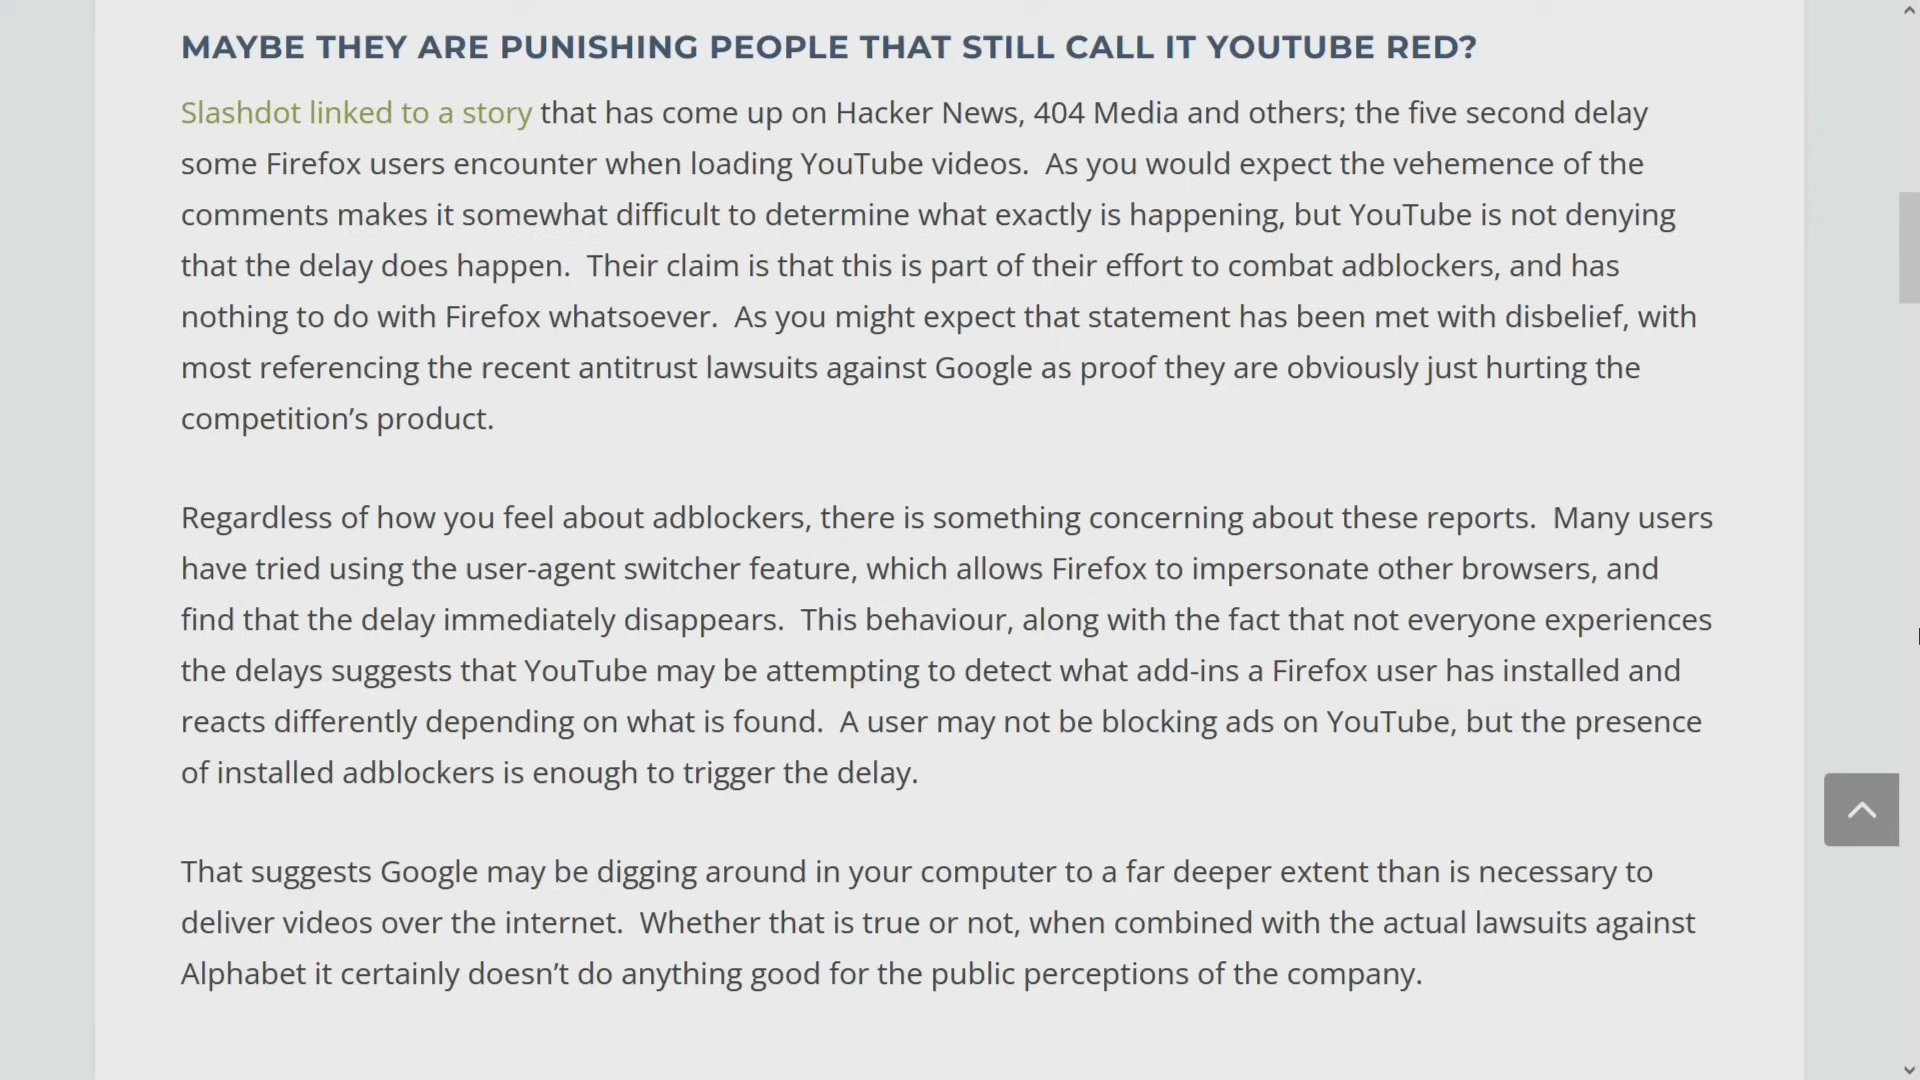 MAYBE THEY ARE PUNISHING PEOPLE THAT STILL CALL IT YOUTUBE RED?
Slashdot linked to a story that has come up on Hacker News, 404 Media and others; the five second delay
some Firefox users encounter when loading YouTube videos.  As you would expect the vehemence of the
comments makes it somewhat difficult to determine what exactly is happening, but YouTube is not denying
that the delay does happen.  Their claim is that this is part of their effort to combat adblockers, and has
nothing to do with Firefox whatsoever.  As you might expect that statement has been met with disbelief, with
most referencing the recent antitrust lawsuits against Google as proof they are obviously just hurting the
competition’s product.
Regardless of how you feel about adblockers, there is something concerning about these reports.  Many users
have tried using the user-agent switcher feature, which allows Firefox to impersonate other browsers, and
find that the delay immediately disappears.  This behaviour, along with the fact that not everyone experiences
the delays suggests that YouTube may be attempting to detect what add-ins a Firefox user has installed and
reacts differently depending on what is found.  A user may not be blocking ads on YouTube, but the presence
of installed adblockers is enough to trigger the delay.
That suggests Google may be digging around in your computer to a far deeper extent than is necessary to
deliver videos over the internet.  Whether that is true or not, when combined with the actual lawsuits against
Alphabet it certainly doesn’t do anything good for the public perceptions of the company.